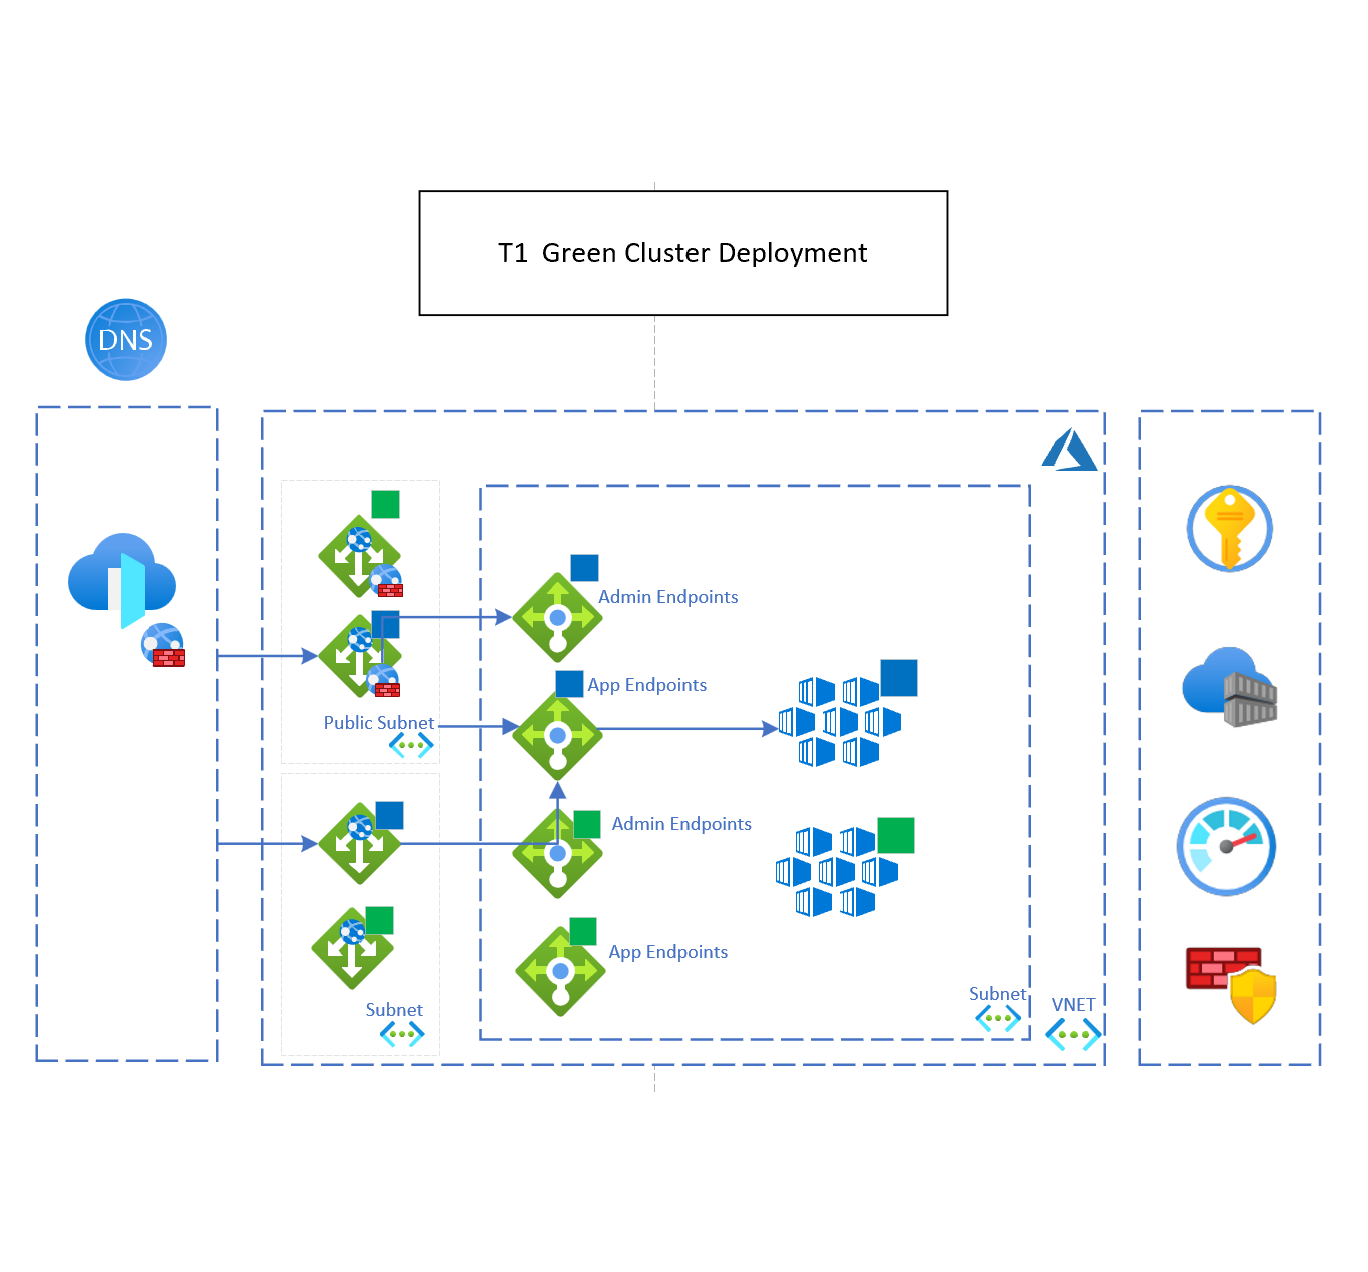 T1 Green Cluster Deployment
DNS
Admin Endpoints
App Endpoints
Public Subnet
Admin Endpoints
App Endpoints
Subnet
Subnet
VNET